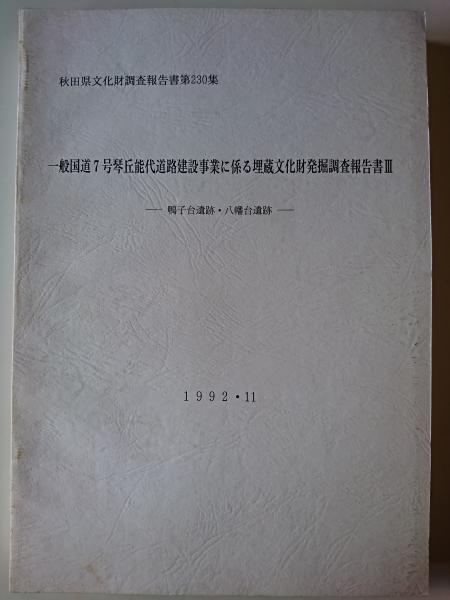 秋田県文化財調査報告書第230集
一般国道7号琴丘能代道路建設事業に係る埋蔵文化財発掘調査報告書Ⅲ
── 鴨子台遺跡・八幡台遺跡 ──
1992・11